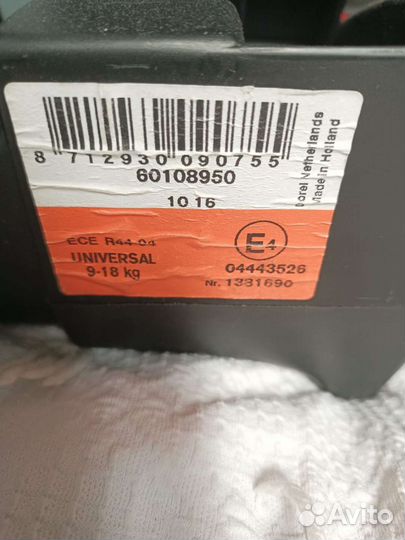 8 712930 090755
60108950
10 16
Dorel Netherlands
Made in Holland
ECE R44-04
UNIVERSAL
9-18 kg
E4
04443526
Nr. 1381690
Avito